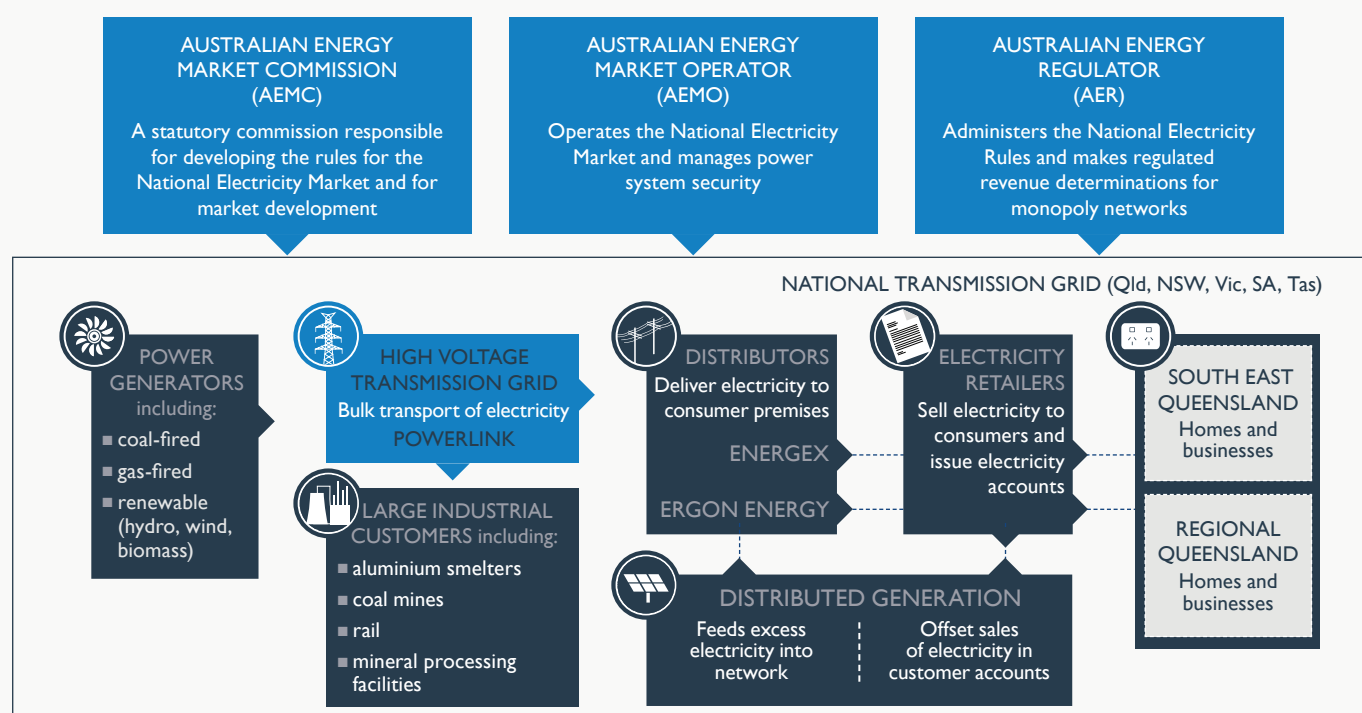 AUSTRALIAN ENERGY
MARKET COMMISSION
(AEMC)
A statutory commission responsible
for developing the rules for the
National Electricity Market and for
market development
AUSTRALIAN ENERGY
MARKET OPERATOR
(AEMO)
Operates the National Electricity
Market and manages power
system security
AUSTRALIAN ENERGY
REGULATOR
(AER)
Administers the National Electricity
Rules and makes regulated
revenue determinations for
monopoly networks
NATIONAL TRANSMISSION GRID (Qld, NSW, Vic, SA, Tas)
POWER
GENERATORS
including:
■ coal-fired
■ gas-fired
■ renewable
(hydro, wind,
biomass)
HIGH VOLTAGE
TRANSMISSION GRID
Bulk transport of electricity
POWERLINK
LARGE INDUSTRIAL
CUSTOMERS including:
■ aluminium smelters
■ coal mines
■ rail
■ mineral processing
facilities
DISTRIBUTORS
Deliver electricity to
consumer premises
ENERGEX
ERGON ENERGY
ELECTRICITY
RETAILERS
Sell electricity to
consumers and
issue electricity
accounts
SOUTH EAST
QUEENSLAND
Homes and
businesses
REGIONAL
QUEENSLAND
Homes and
businesses
DISTRIBUTED GENERATION
Feeds excess
electricity into
network
Offset sales
of electricity in
customer accounts